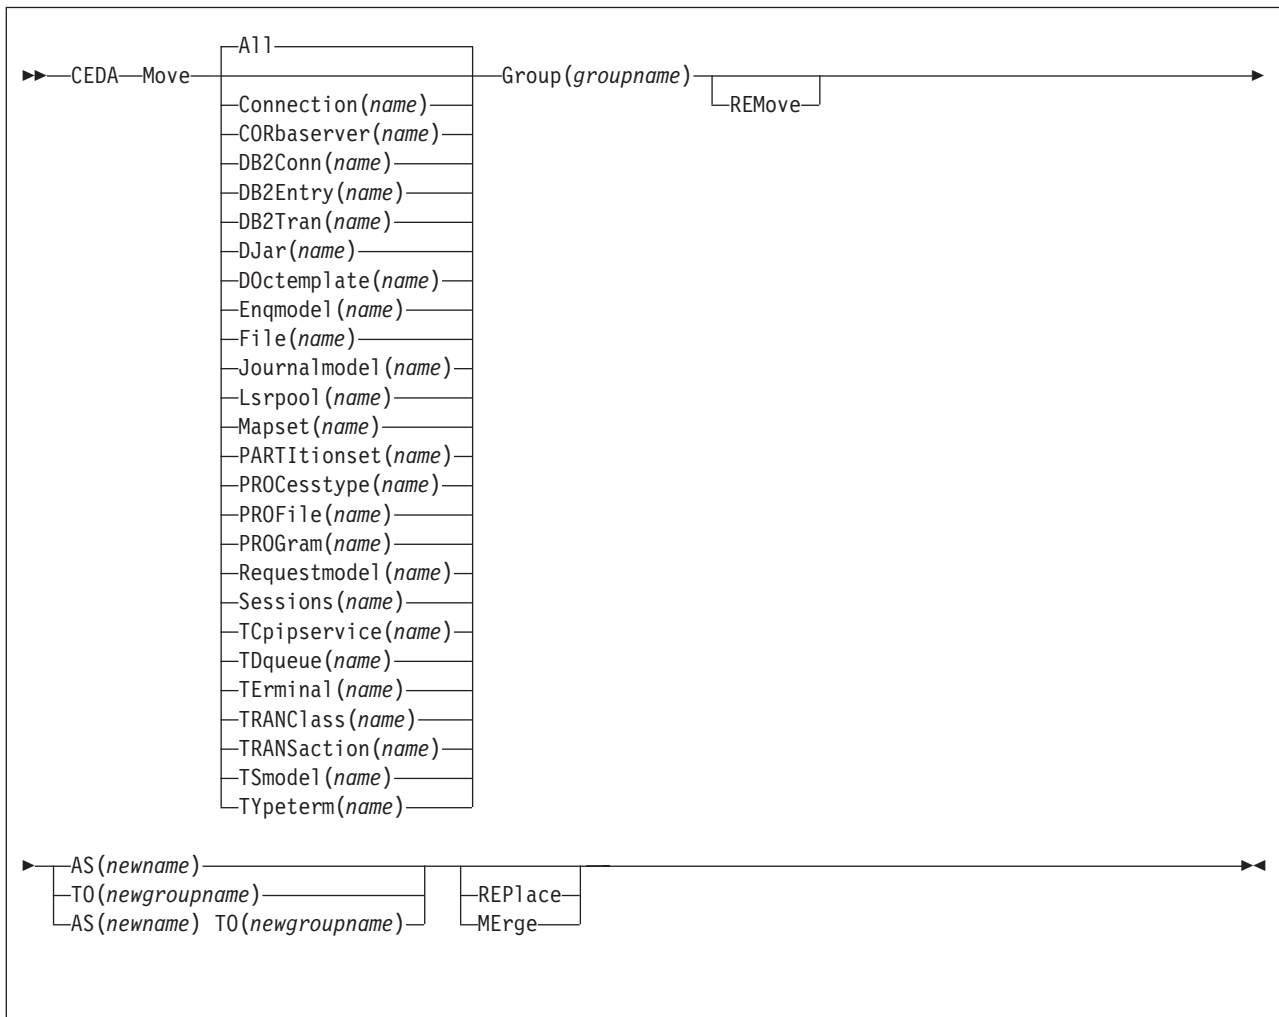 All
CEDA Move Group(groupname)
REMove
Connection(name)
CORbaserver(name)
DB2Conn(name)
DB2Entry(name)
DB2Tran(name)
DJar(name)
DOctemplate(name)
Enqmodel(name)
File(name)
Journalmodel(name)
Lsrpool(name)
Mapset(name)
PARTItionset(name)
PROCesstype(name)
PROFile(name)
PROGram(name)
Requestmodel(name)
Sessions(name)
TCpipservice(name)
TDqueue(name)
TErminal(name)
TRANClass(name)
TRANSaction(name)
TSmodel(name)
TYpeterm(name)
AS(newname)
TO(newgroupname) REPlace
AS(newname) TO(newgroupname) MErge